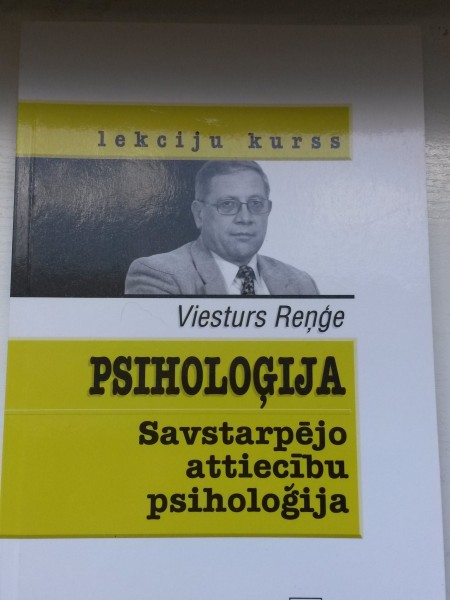 lekciju kurss
Viesturs Reņģe
PSIHOLOĢIJA
Savstarpējo
attiecību
psiholoģija